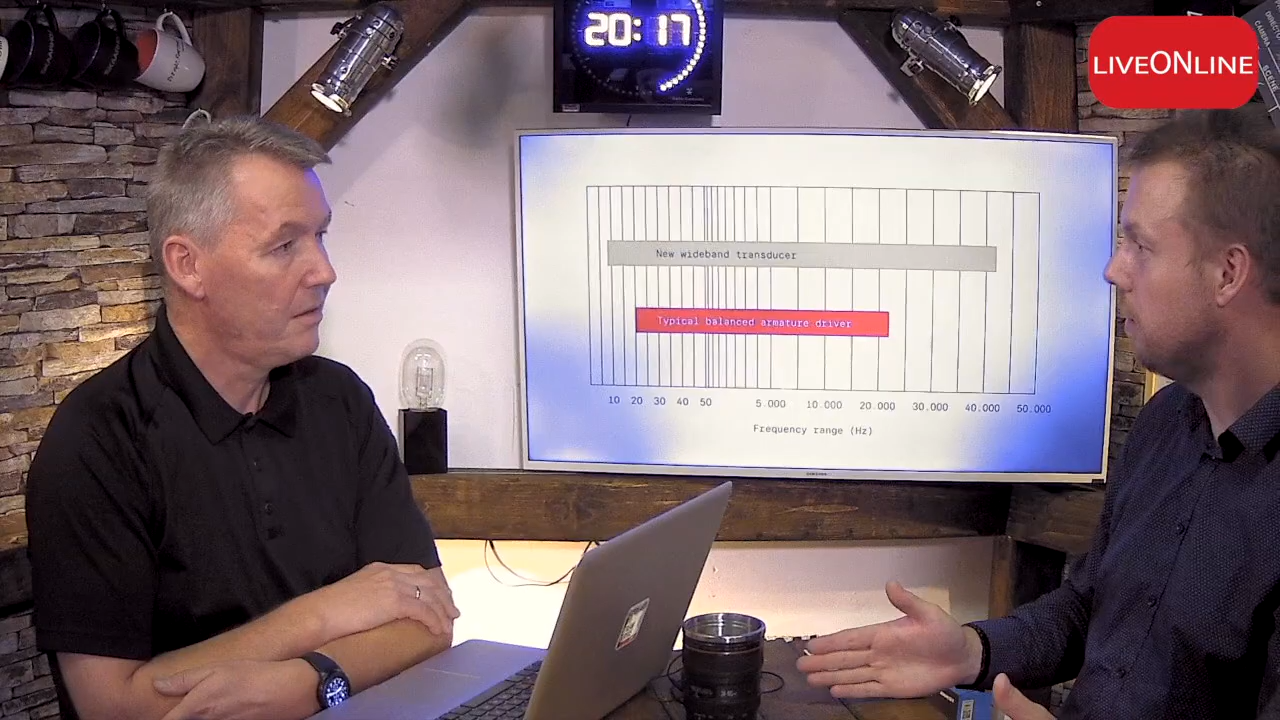 20:17
LIVEONLINE
New wideband transducer
Typical balanced armature driver
10 20 30 40 50 5.000 10.000 20.000 30.000 40.000 50.000
Frequency range (Hz)
SAMSUNG